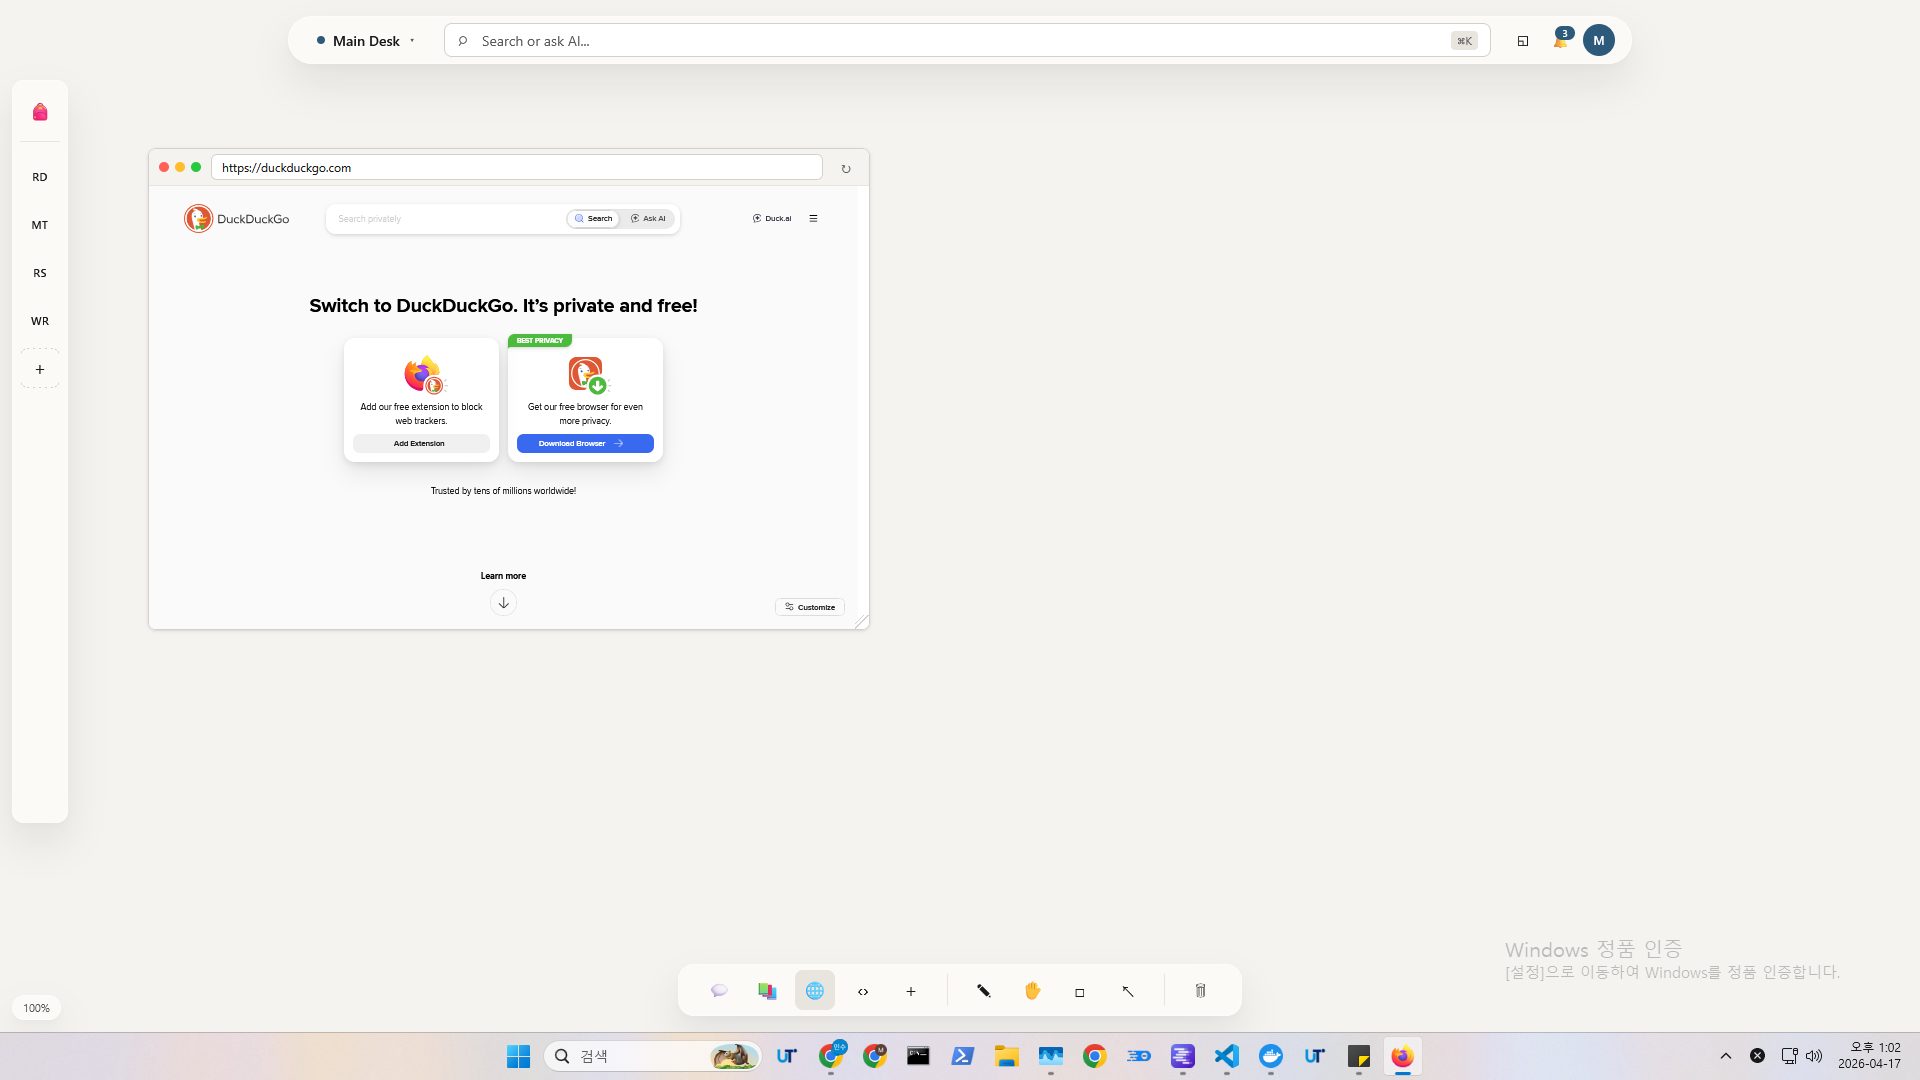 Main Desk
Search or ask AI...
⌘K
3
M
RD
MT
RS
WR
+
https://duckduckgo.com
DuckDuckGo
Search privately
Search
Ask AI
Duck.ai
Switch to DuckDuckGo. It’s private and free!
BEST PRIVACY
Add our free extension to block
web trackers.
Add Extension
Get our free browser for even
more privacy.
Download Browser
Trusted by tens of millions worldwide!
Learn more
Customize
Windows 정품 인증
[설정]으로 이동하여 Windows를 정품 인증합니다.
100%
검색
UT
민수
M
UT
오후 1:02
2026-04-17